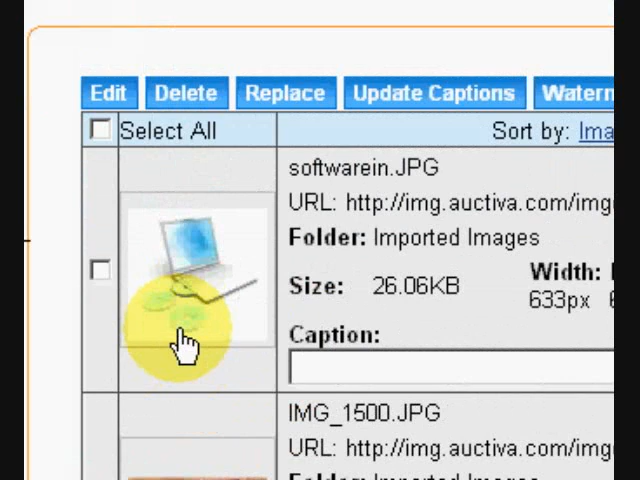 Edit Delete Replace Update Captions
Select All Sort by:
softwarein.JPG
URL: http://img.auctiva.com/img
Folder: Imported Images
Size: 26.06KB Width:
633px
Caption:
IMG_1500.JPG
URL: http://img.auctiva.com/img